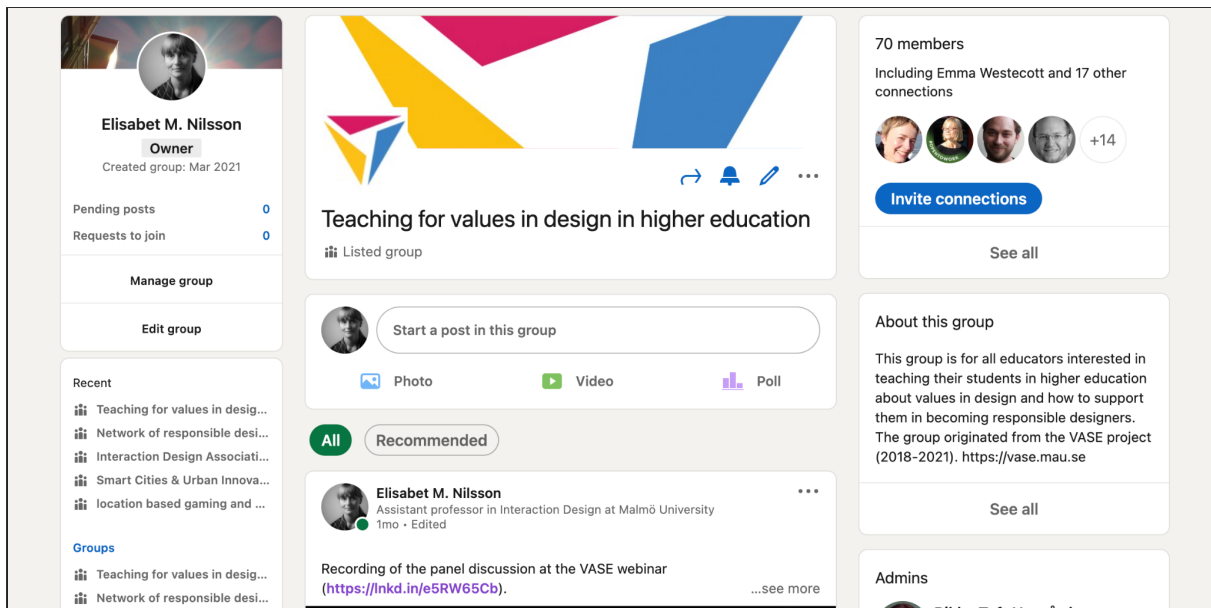 Elisabet M. Nilsson
Owner
Created group: Mar 2021
Pending posts 0
Requests to join 0
Manage group
Edit group
Recent
Teaching for values in desig...
Network of responsible desi...
Interaction Design Associati...
Smart Cities & Urban Innova...
location based gaming and ...
Groups
Teaching for values in desig...
Network of responsible desi...
Teaching for values in design in higher education
Listed group
Start a post in this group
Photo Video Poll
All Recommended
Elisabet M. Nilsson
Assistant professor in Interaction Design at Malmö University
1mo • Edited
Recording of the panel discussion at the VASE webinar
(https://lnkd.in/e5RW65Cb). ...see more
70 members
Including Emma Westecott and 17 other
connections
+14
Invite connections
See all
About this group
This group is for all educators interested in
teaching their students in higher education
about values in design and how to support
them in becoming responsible designers.
The group originated from the VASE project
(2018-2021). https://vase.mau.se
See all
Admins